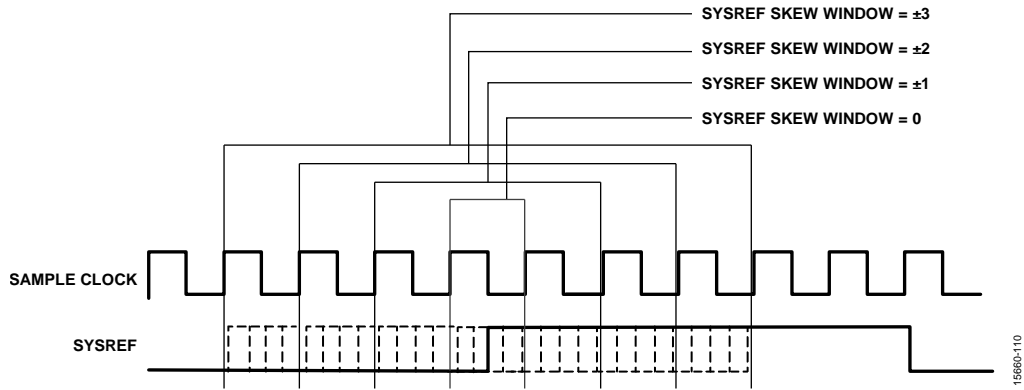 SYSREF SKEW WINDOW = ±3
SYSREF SKEW WINDOW = ±2
SYSREF SKEW WINDOW = ±1
SYSREF SKEW WINDOW = 0
SAMPLE CLOCK
SYSREF
15660-110